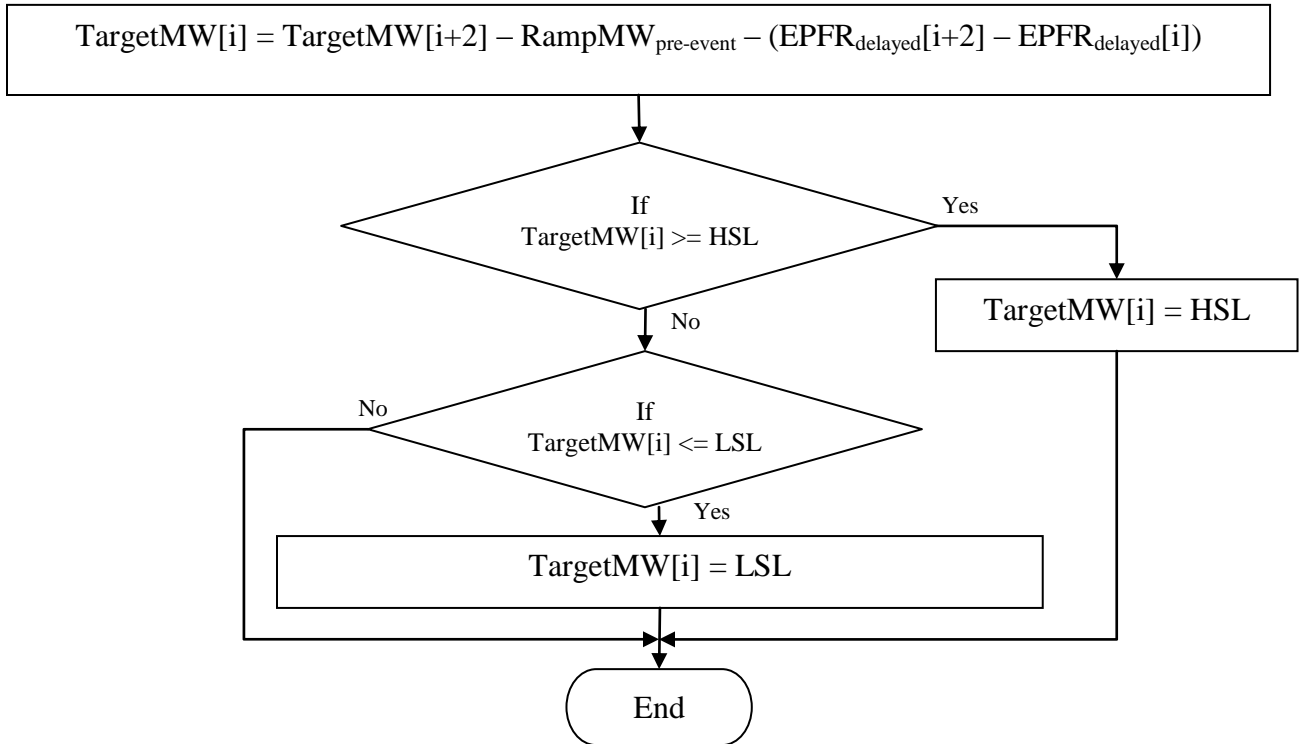 TargetMW[i] = TargetMW[i+2] – RampMWpre-event – (EPFRdelayed[i+2] – EPFRdelayed[i])
If
TargetMW[i] >= HSL
Yes
TargetMW[i] = HSL
No
No
If
TargetMW[i] <= LSL
Yes
TargetMW[i] = LSL
End